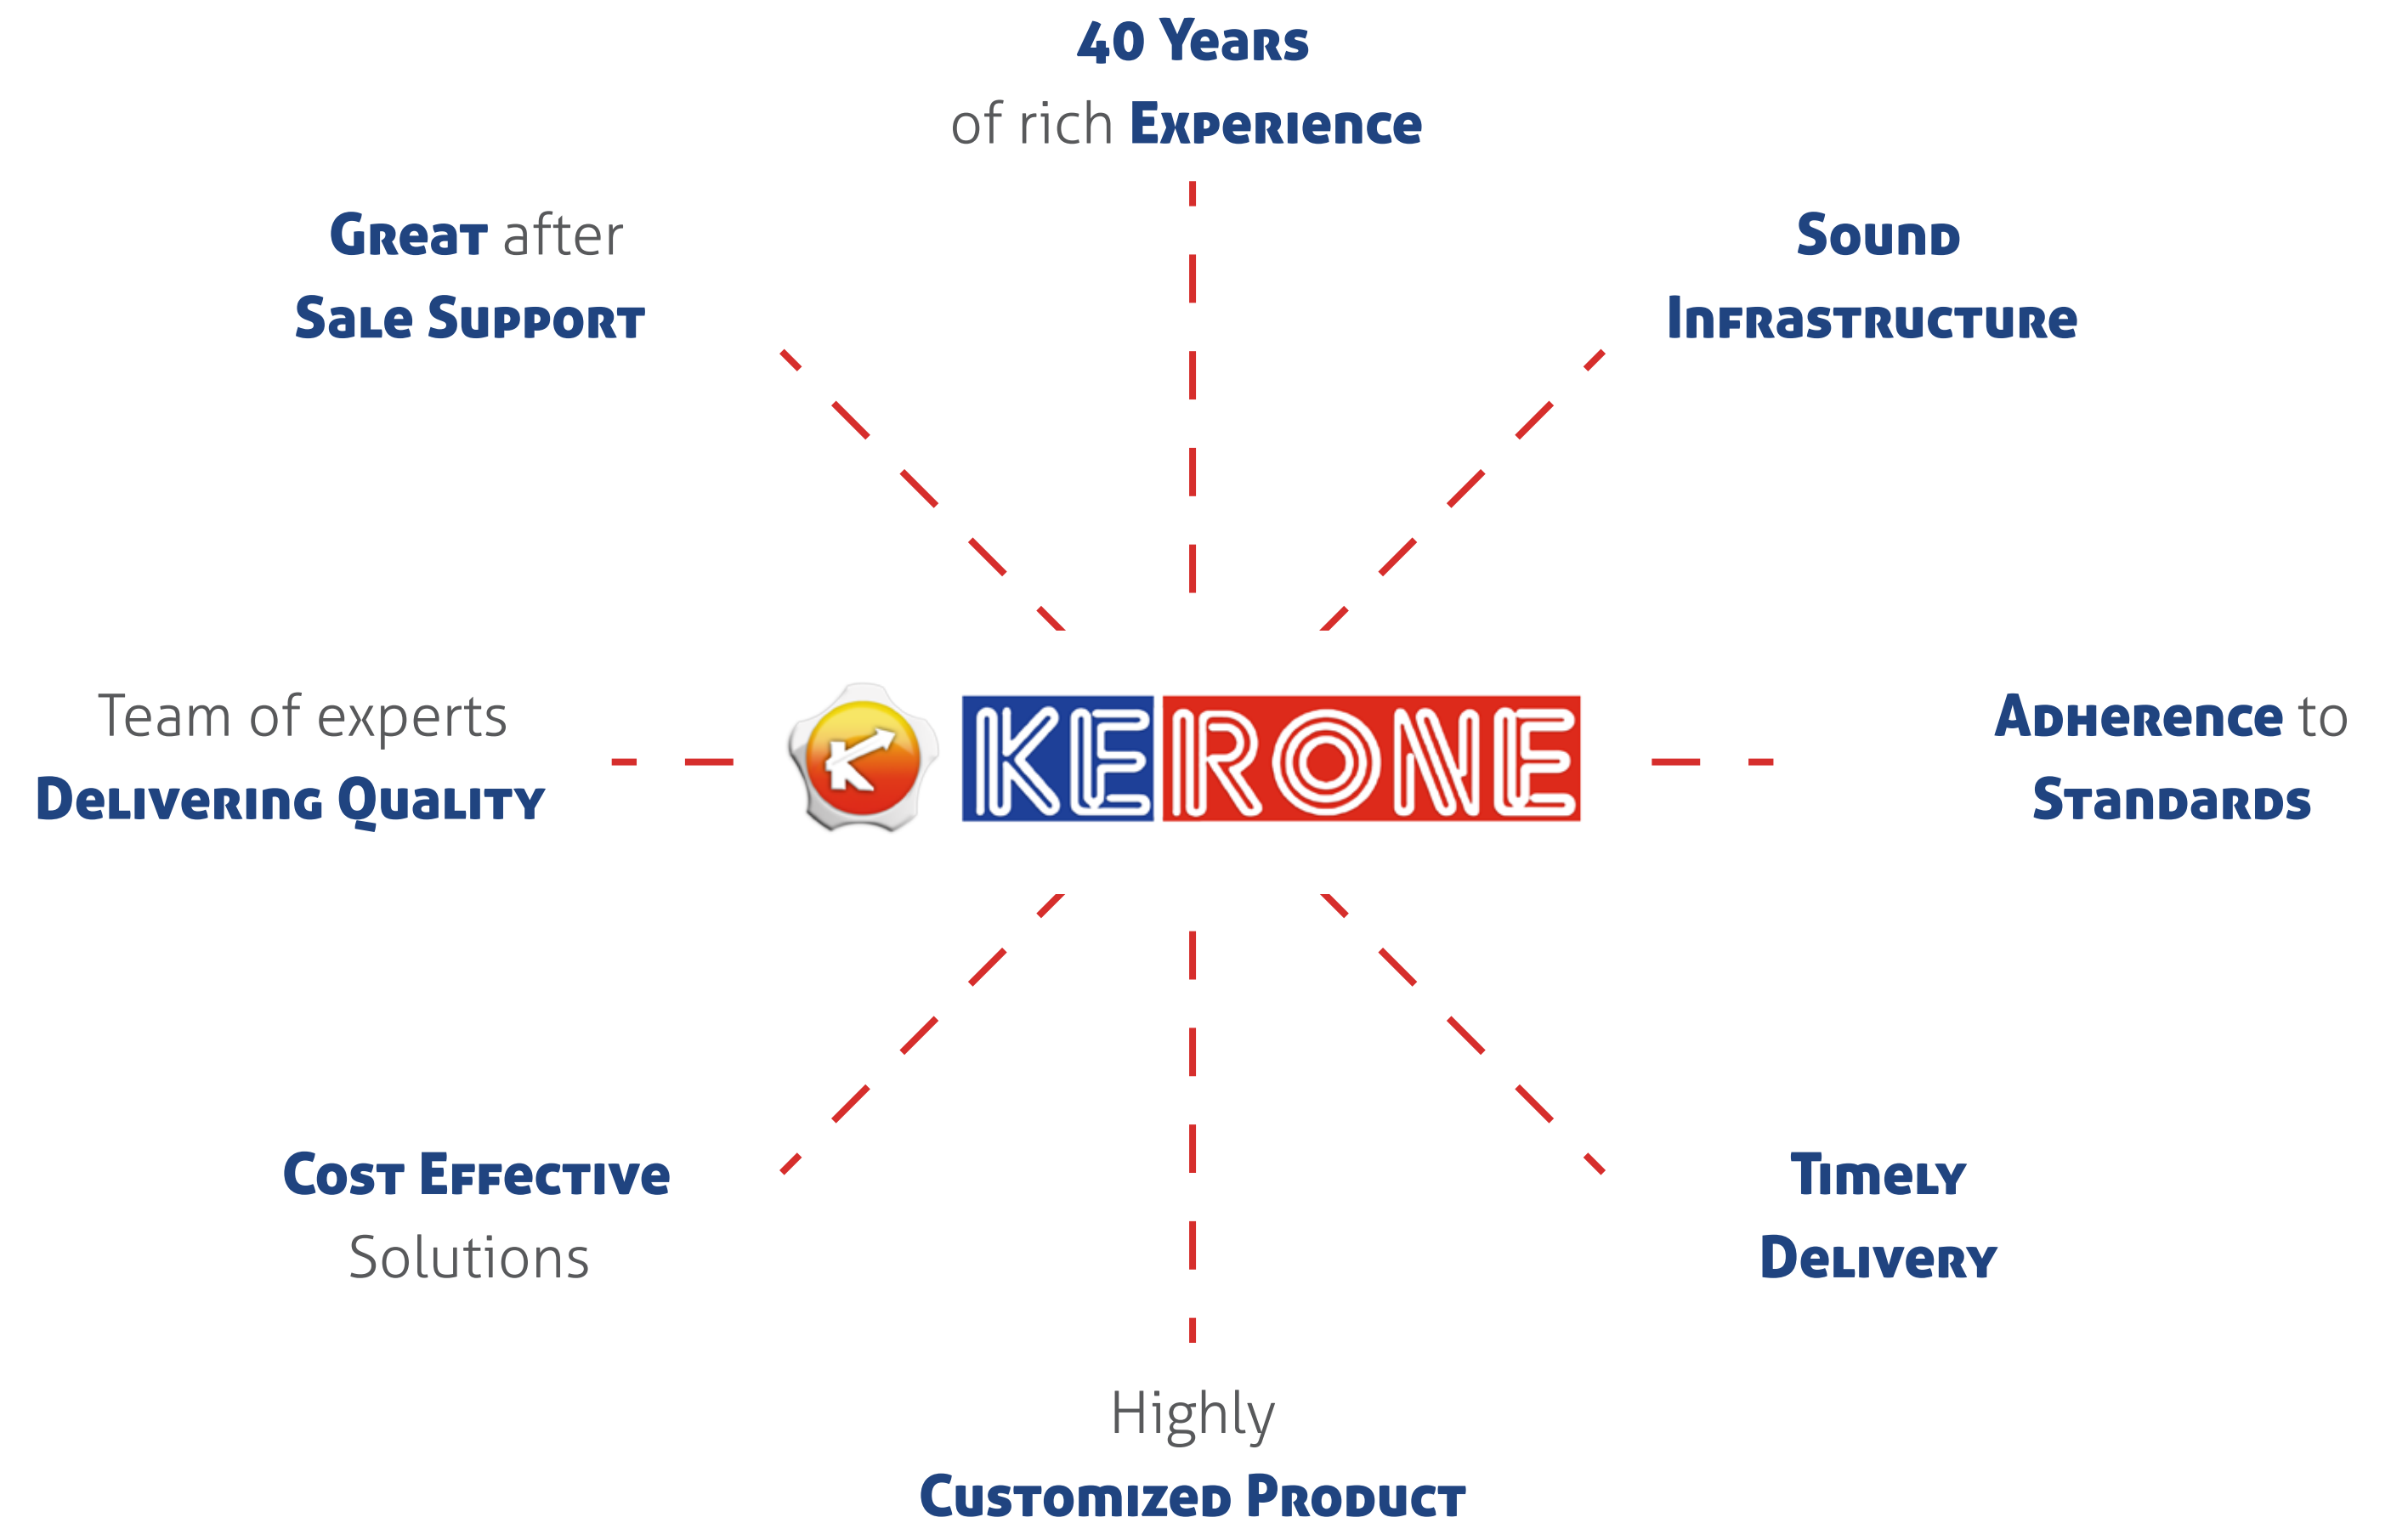 40 Years
of rich Experience
Great after
Sale Support
Sound
Infrastructure
Team of experts
Delivering Quality
K KERONE
Adherence to
Standards
Cost Effective
Solutions
Timely
Delivery
Highly
Customized Product